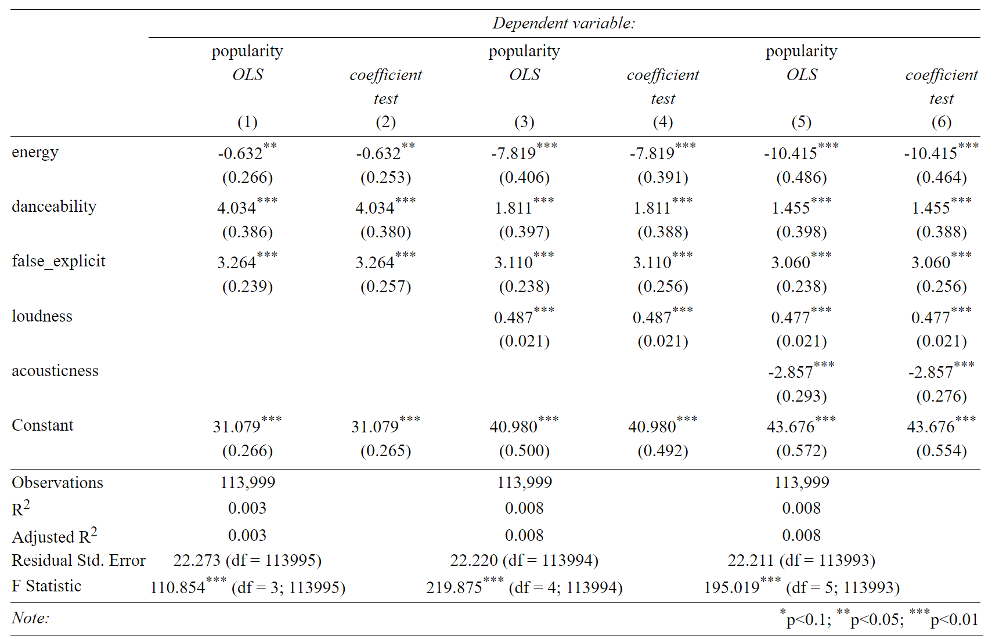 Dependent variable:
popularity popularity popularity
OLS coefficient OLS coefficient OLS coefficient
test test test
(1) (2) (3) (4) (5) (6)
energy -0.632** -0.632** -7.819*** -7.819*** -10.415*** -10.415***
(0.266) (0.253) (0.406) (0.391) (0.486) (0.464)
danceability 4.034*** 4.034*** 1.811*** 1.811*** 1.455*** 1.455***
(0.386) (0.380) (0.397) (0.388) (0.398) (0.388)
false_explicit 3.264*** 3.264*** 3.110*** 3.110*** 3.060*** 3.060***
(0.239) (0.257) (0.238) (0.256) (0.238) (0.256)
loudness 0.487*** 0.487*** 0.477*** 0.477***
(0.021) (0.021) (0.021) (0.021)
acousticness -2.857*** -2.857***
(0.293) (0.276)
Constant 31.079*** 31.079*** 40.980*** 40.980*** 43.676*** 43.676***
(0.266) (0.265) (0.500) (0.492) (0.572) (0.554)
Observations 113,999 113,999 113,999
R2 0.003 0.008 0.008
Adjusted R2 0.003 0.008 0.008
Residual Std. Error 22.273 (df = 113995) 22.220 (df = 113994) 22.211 (df = 113993)
F Statistic 110.854*** (df = 3; 113995) 219.875*** (df = 4; 113994) 195.019*** (df = 5; 113993)
Note: *p<0.1; **p<0.05; ***p<0.01